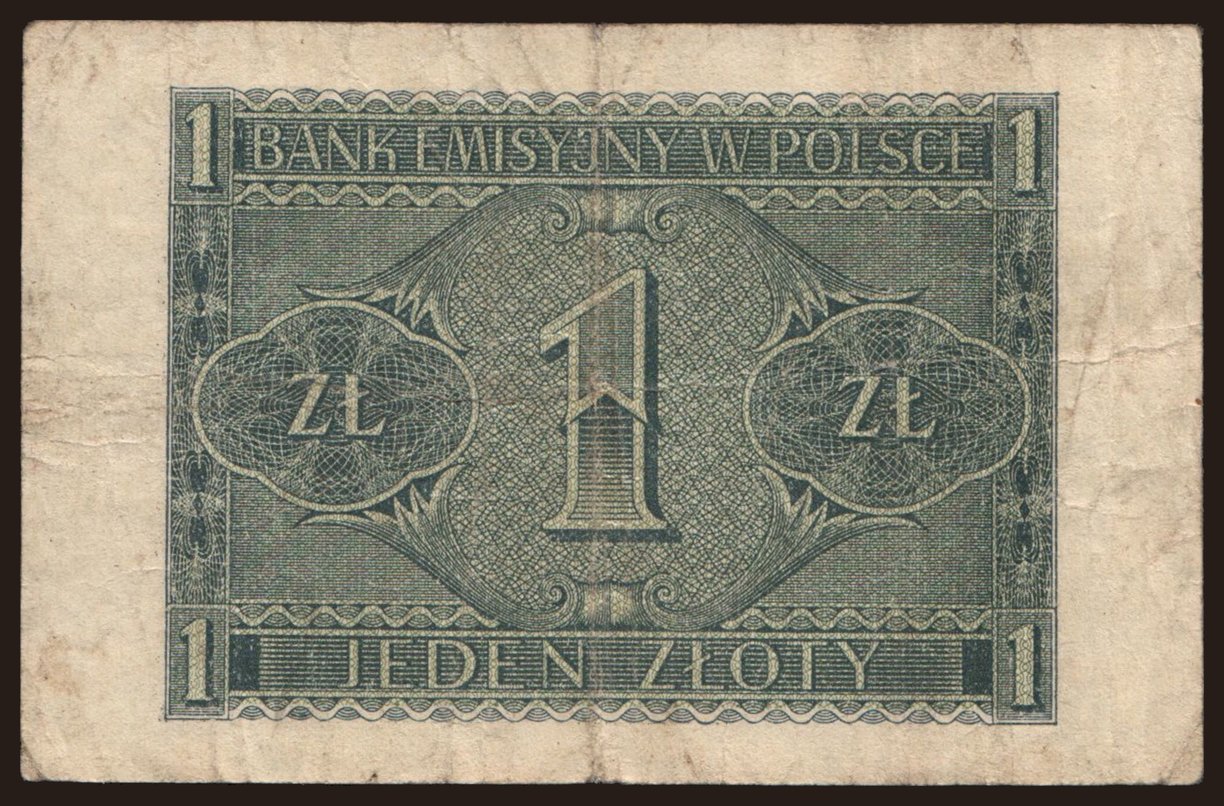 1 BANK EMISYJNY W POLSCE 1
1
ZŁ ZŁ
1 JEDEN ZŁOTY 1